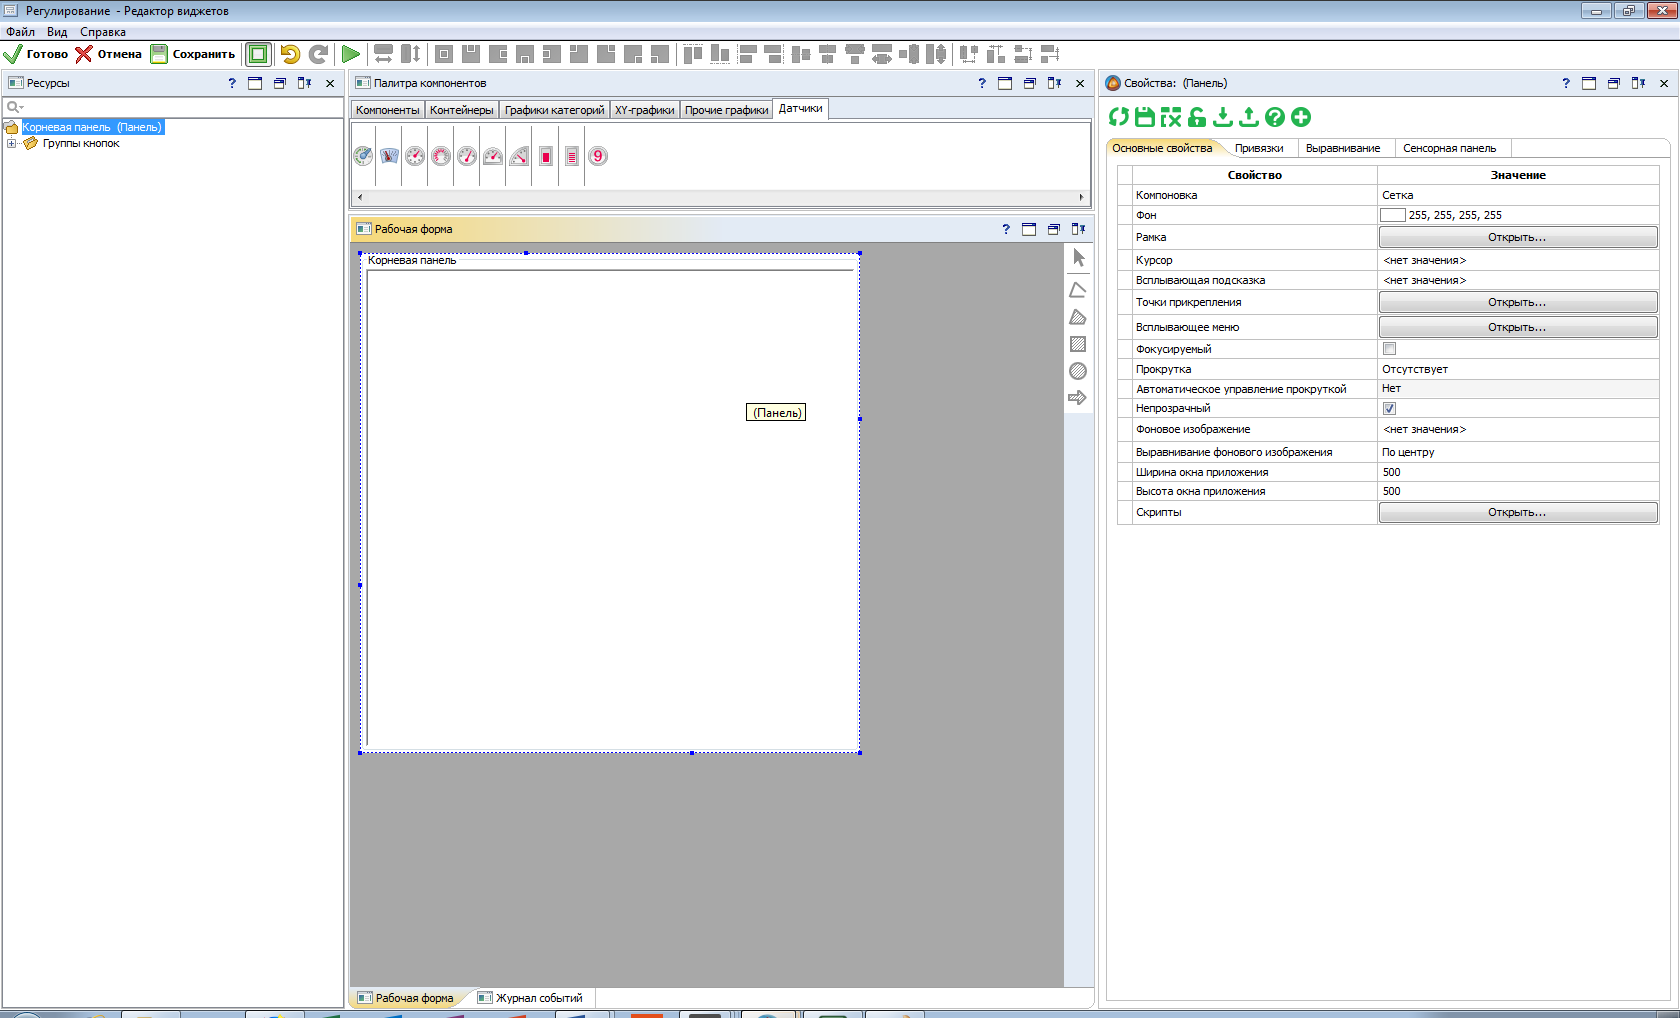 Регулирование - Редактор виджетов
Файл Вид Справка
Готово Отмена Сохранить
Ресурсы ?
Корневая панель (Панель)
Группы кнопок
Палитра компонентов ?
Компоненты Контейнеры Графики категорий XY-графики Прочие графики Датчики
9
Рабочая форма ?
Корневая панель
(Панель)
Рабочая форма Журнал событий
Свойства: (Панель) ?
Основные свойства Привязки Выравнивание Сенсорная панель
Свойство Значение
Компоновка Сетка
Фон 255, 255, 255, 255
Рамка Открыть...
Курсор <нет значения>
Всплывающая подсказка <нет значения>
Точки прикрепления Открыть...
Всплывающее меню Открыть...
Фокусируемый
Прокрутка Отсутствует
Автоматическое управление прокруткой Нет
Непрозрачный
Фоновое изображение <нет значения>
Выравнивание фонового изображения По центру
Ширина окна приложения 500
Высота окна приложения 500
Скрипты Открыть...